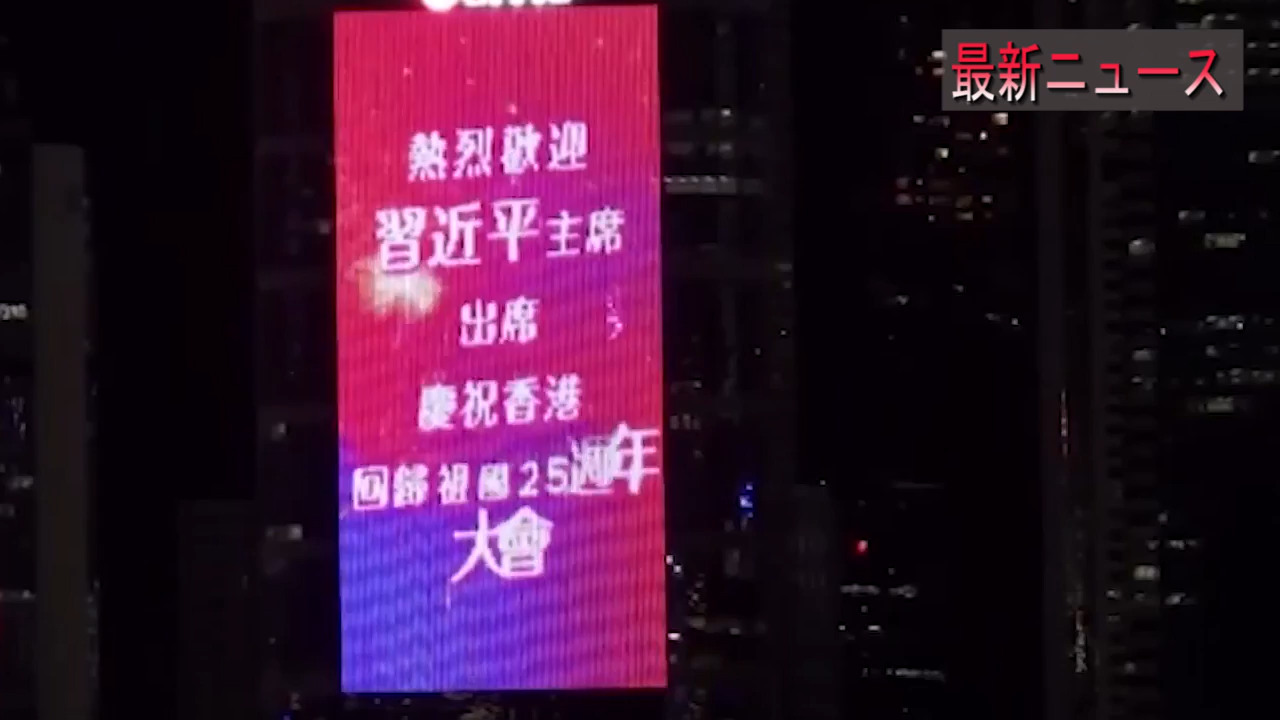 最新ニュース
熱烈歡迎
習近平主席
出席
慶祝香港
回歸祖國25週年
大會